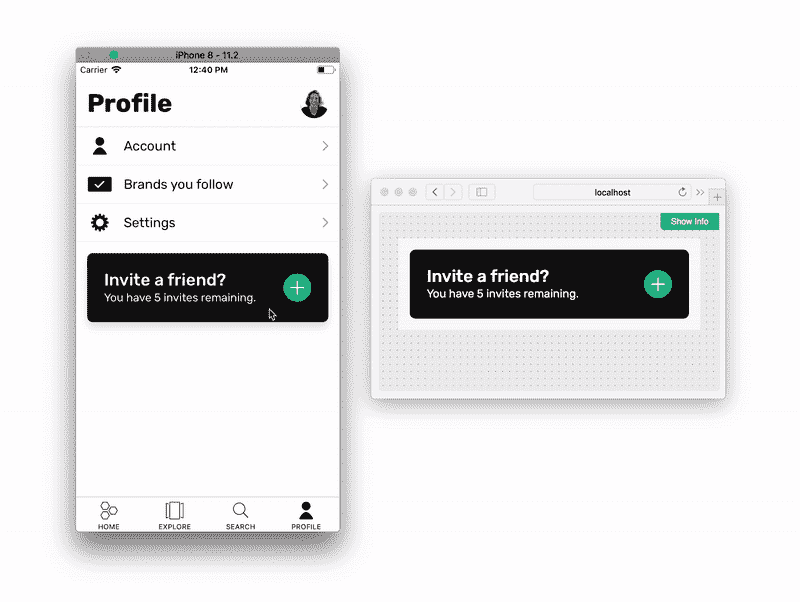 iPhone 8 - 11.2
Carrier 12:40 PM
Profile
Account
Brands you follow
Settings
Invite a friend?
You have 5 invites remaining.
HOME EXPLORE SEARCH PROFILE
localhost
Show Info
Invite a friend?
You have 5 invites remaining.